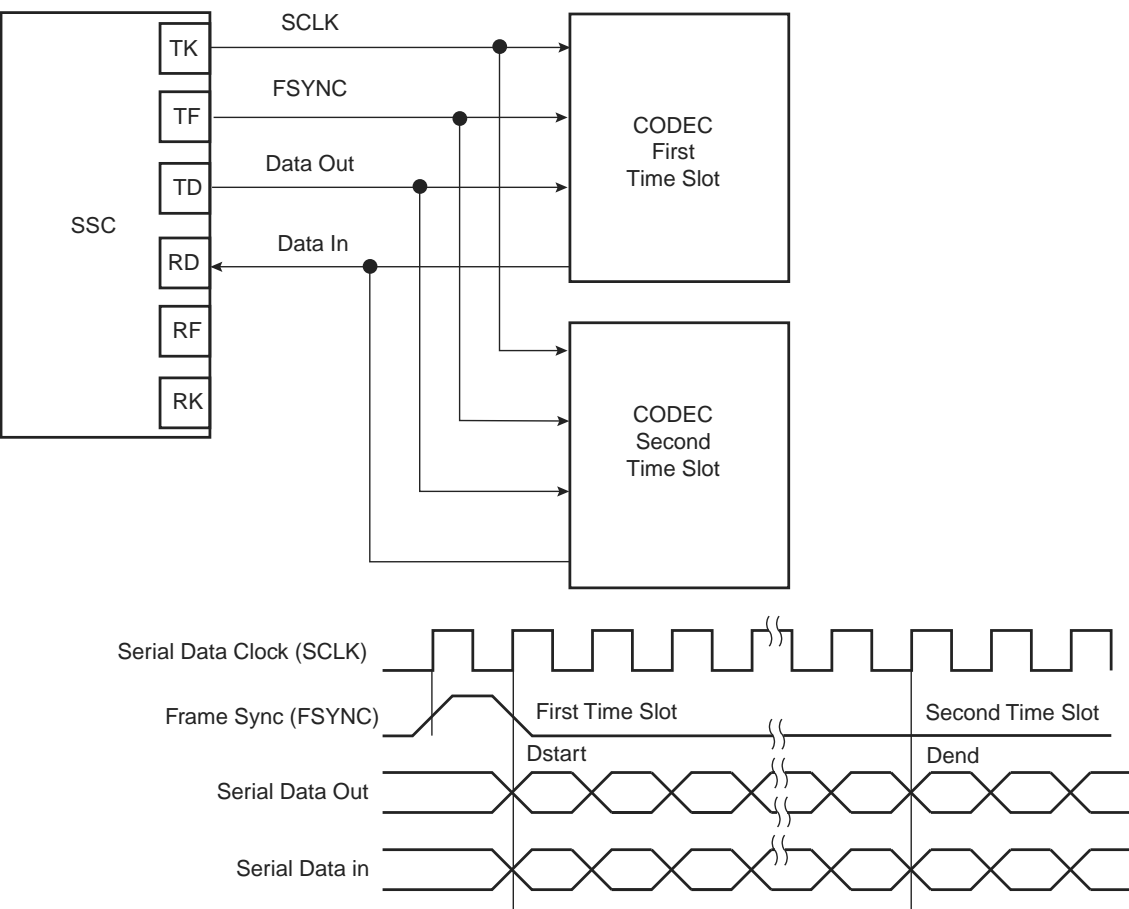 SCLK
TK
FSYNC
TF
CODEC
First
Time Slot
Data Out
TD
SSC
Data In
RD
RF
RK
CODEC
Second
Time Slot
Serial Data Clock (SCLK)
Frame Sync (FSYNC)
First Time Slot
Second Time Slot
Dstart
Dend
Serial Data Out
Serial Data in